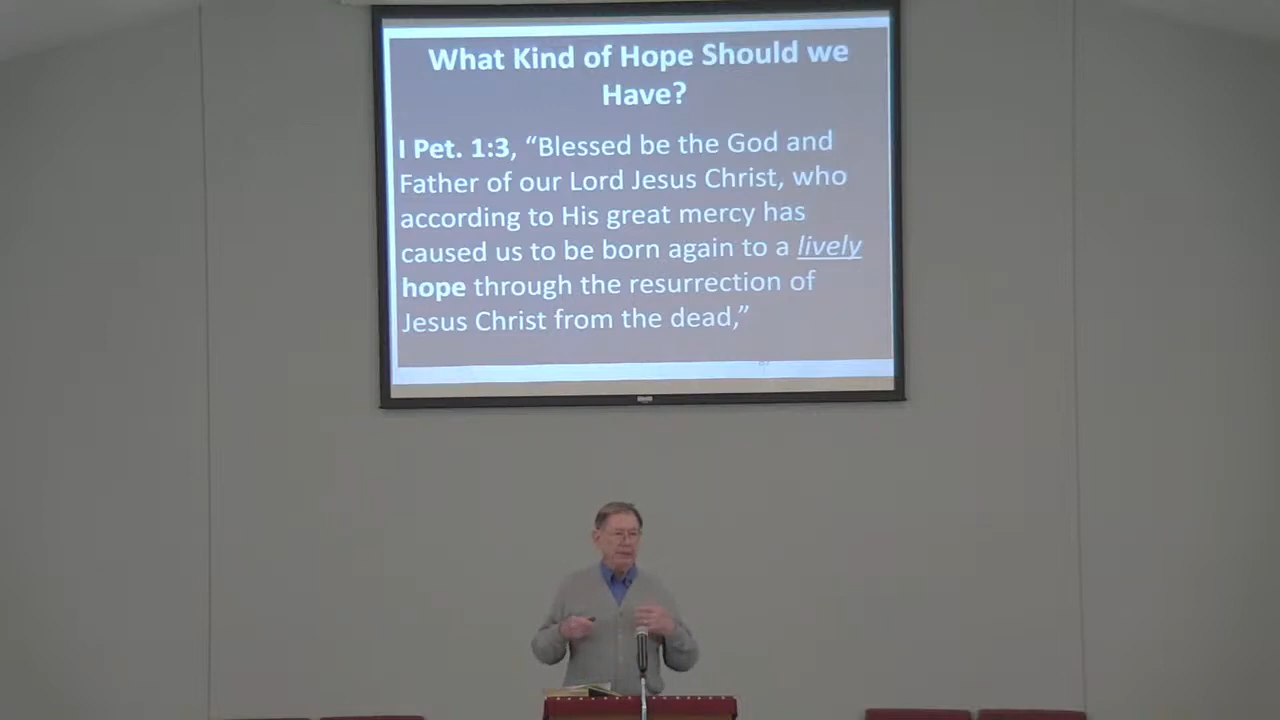 What Kind of Hope Should we
Have?
I Pet. 1:3, “Blessed be the God and
Father of our Lord Jesus Christ, who
according to His great mercy has
caused us to be born again to a lively
hope through the resurrection of
Jesus Christ from the dead,”